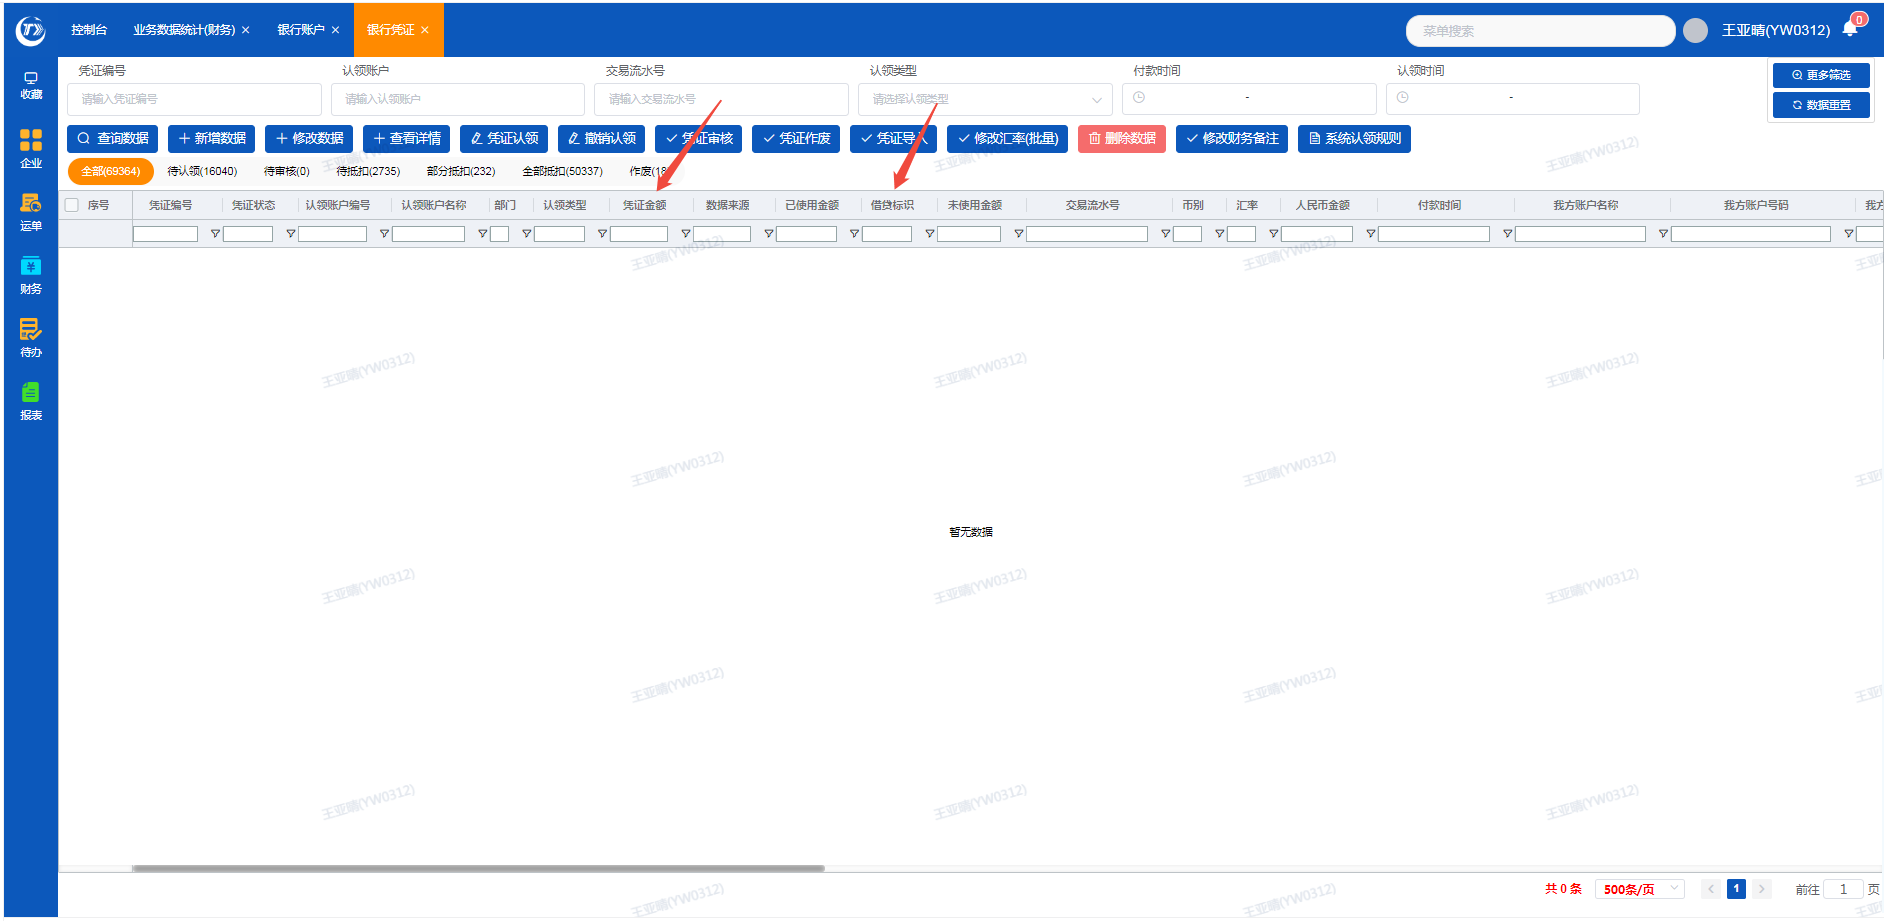 控制台
业务数据统计(财务)
银行账户
银行凭证
菜单搜索
王亚晴(YW0312)
0
收藏
企业
运单
财务
待办
报表
凭证编号
认领账户
交易流水号
认领类型
付款时间
认领时间
请输入凭证编号
请输入认领账户
请输入交易流水号
请选择认领类型
-
-
更多筛选
数据重置
查询数据
新增数据
修改数据
查看详情
凭证认领
撤销认领
凭证审核
凭证作废
凭证导入
修改汇率(批量)
删除数据
修改财务备注
系统认领规则
全部(69364)
待认领(16040)
待审核(0)
待抵扣(2735)
部分抵扣(232)
全部抵扣(50337)
作废(18
序号
凭证编号
凭证状态
认领账户编号
认领账户名称
部门
认领类型
凭证金额
数据来源
已使用金额
借贷标识
未使用金额
交易流水号
币别
汇率
人民币金额
付款时间
我方账户名称
我方账户号码
我方
暂无数据
共 0 条
500条/页
1
前往
1
页